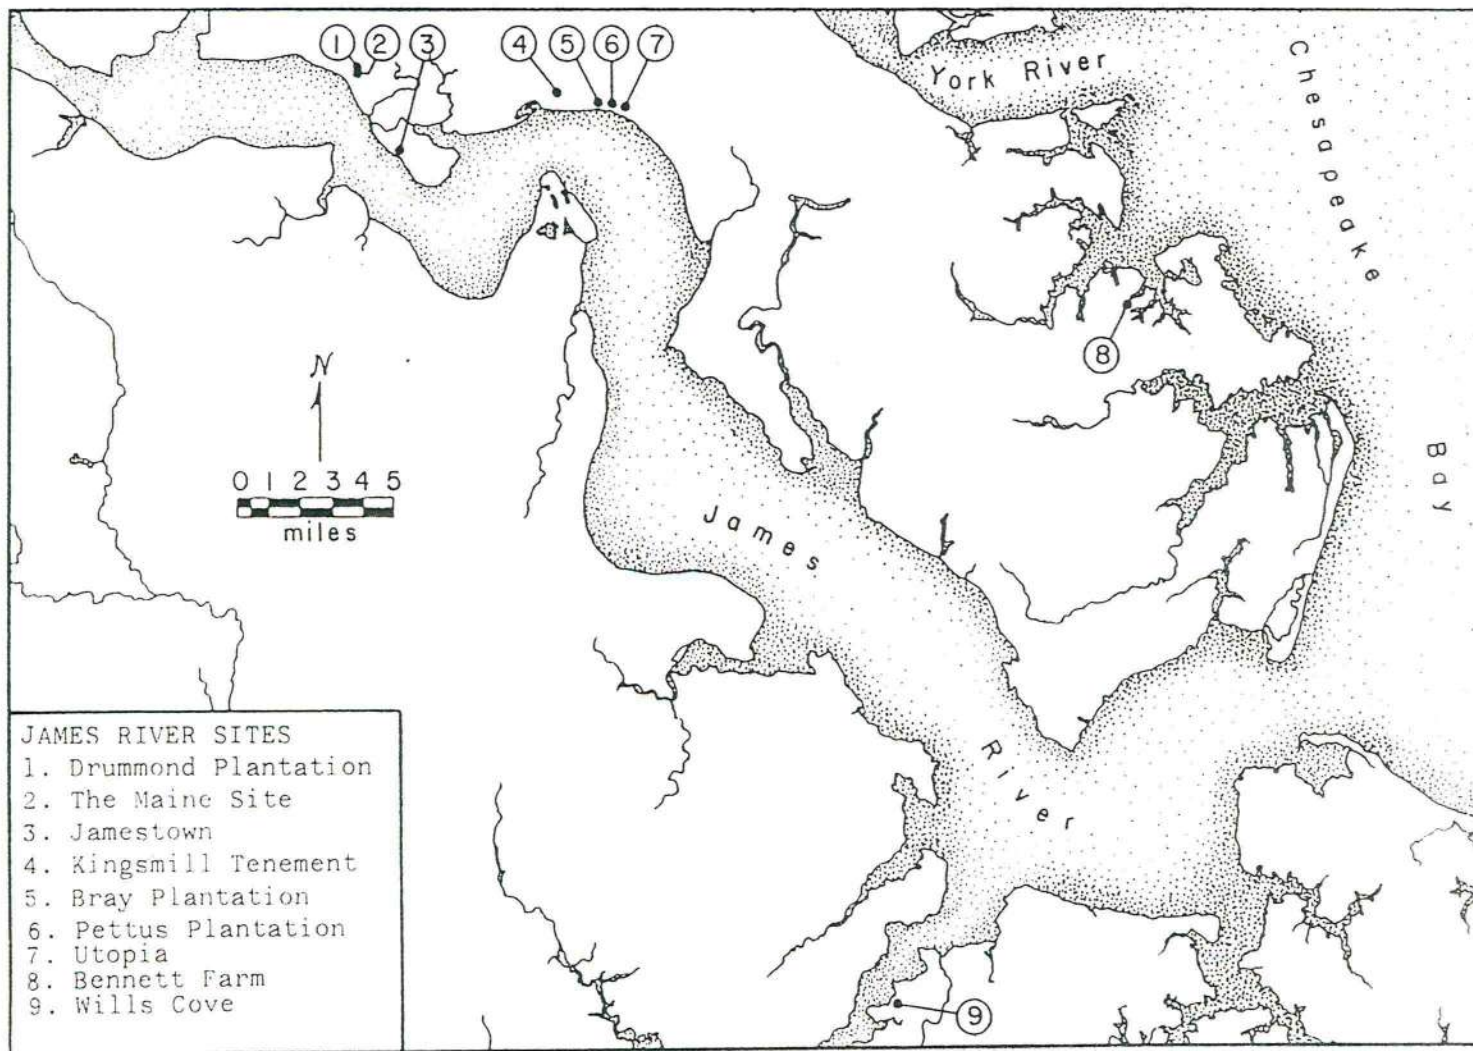 1 2 3 4 5 6 7
York River
Chesapeake
Bay
8
N
0 1 2 3 4 5
miles
James
River
9
JAMES RIVER SITES
1. Drummond Plantation
2. The Maine Site
3. Jamestown
4. Kingsmill Tenement
5. Bray Plantation
6. Pettus Plantation
7. Utopia
8. Bennett Farm
9. Wills Cove